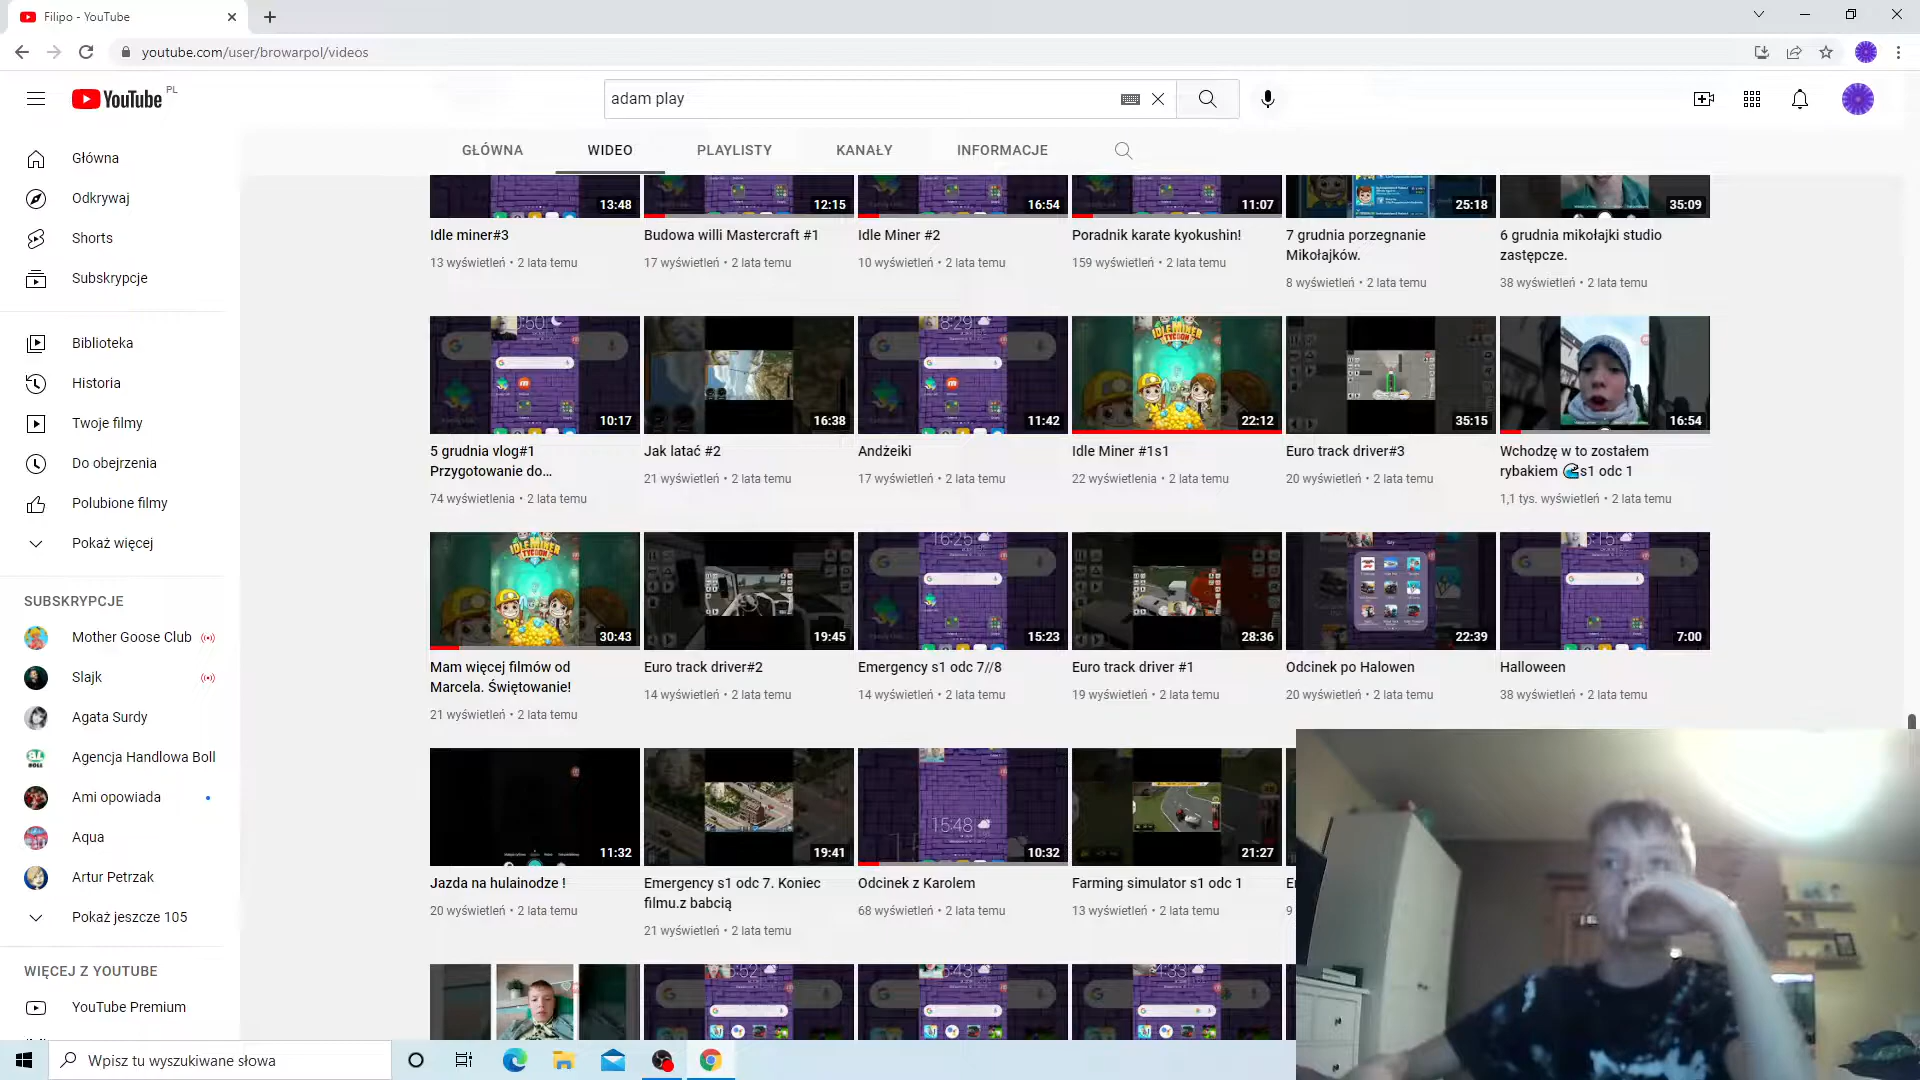 Filipo - YouTube
youtube.com/user/browarpol/videos
YouTube PL
adam play
GŁÓWNA WIDEO PLAYLISTY KANAŁY INFORMACJE
Główna
Odkrywaj
Shorts
Subskrypcje
Biblioteka
Historia
Twoje filmy
Do obejrzenia
Polubione filmy
Pokaż więcej
SUBSKRYPCJE
Mother Goose Club
Slajk
Agata Surdy
Agencja Handlowa Boll
Ami opowiada
Aqua
Artur Petrzak
Pokaż jeszcze 105
WIĘCEJ Z YOUTUBE
YouTube Premium
13:48 12:15 16:54 11:07 25:18 35:09
Idle miner#3
13 wyświetleń • 2 lata temu
Budowa willi Mastercraft #1
17 wyświetleń • 2 lata temu
Idle Miner #2
10 wyświetleń • 2 lata temu
Poradnik karate kyokushin!
159 wyświetleń • 2 lata temu
7 grudnia porzegnanie
Mikołajków.
8 wyświetleń • 2 lata temu
6 grudnia mikołajki studio
zastępcze.
38 wyświetleń • 2 lata temu
10:17 16:38 11:42 22:12 35:15 16:54
8:29
IDLE MINER
TYCOON
5 grudnia vlog#1
Przygotowanie do...
74 wyświetlenia • 2 lata temu
Jak latać #2
21 wyświetleń • 2 lata temu
Andżeiki
17 wyświetleń • 2 lata temu
Idle Miner #1s1
22 wyświetlenia • 2 lata temu
Euro track driver#3
20 wyświetleń • 2 lata temu
Wchodzę w to zostałem
rybakiem 🌊s1 odc 1
1,1 tys. wyświetleń • 2 lata temu
30:43 19:45 15:23 28:36 22:39 7:00
IDLE MINER
TYCOON
16:25
Mam więcej filmów od
Marcela. Świętowanie!
21 wyświetleń • 2 lata temu
Euro track driver#2
14 wyświetleń • 2 lata temu
Emergency s1 odc 7//8
14 wyświetleń • 2 lata temu
Euro track driver #1
19 wyświetleń • 2 lata temu
Odcinek po Halowen
20 wyświetleń • 2 lata temu
Halloween
38 wyświetleń • 2 lata temu
11:32 19:41 10:32 21:27
15:48
Jazda na hulainodze !
20 wyświetleń • 2 lata temu
Emergency s1 odc 7. Koniec
filmu.z babcią
21 wyświetleń • 2 lata temu
Odcinek z Karolem
68 wyświetleń • 2 lata temu
Farming simulator s1 odc 1
13 wyświetleń • 2 lata temu
9
Wpisz tu wyszukiwane słowa